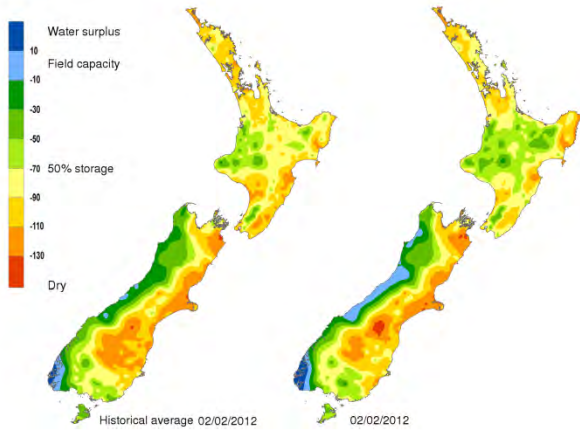 Water surplus
10
Field capacity
-10
-30
-50
50% storage
-70
-90
-110
-130
Dry
Historical average 02/02/2012
02/02/2012